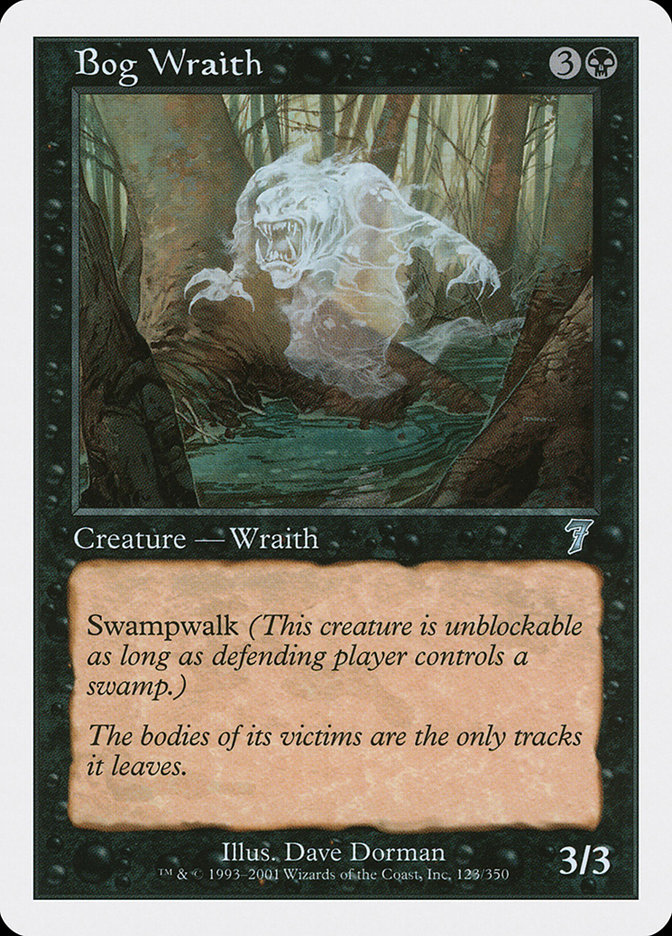 Bog Wraith 3
Creature — Wraith 7
Swampwalk (This creature is unblockable
as long as defending player controls a
swamp.)
The bodies of its victims are the only tracks
it leaves.
Illus. Dave Dorman
™ & © 1993–2001 Wizards of the Coast, Inc. 123/350
3/3